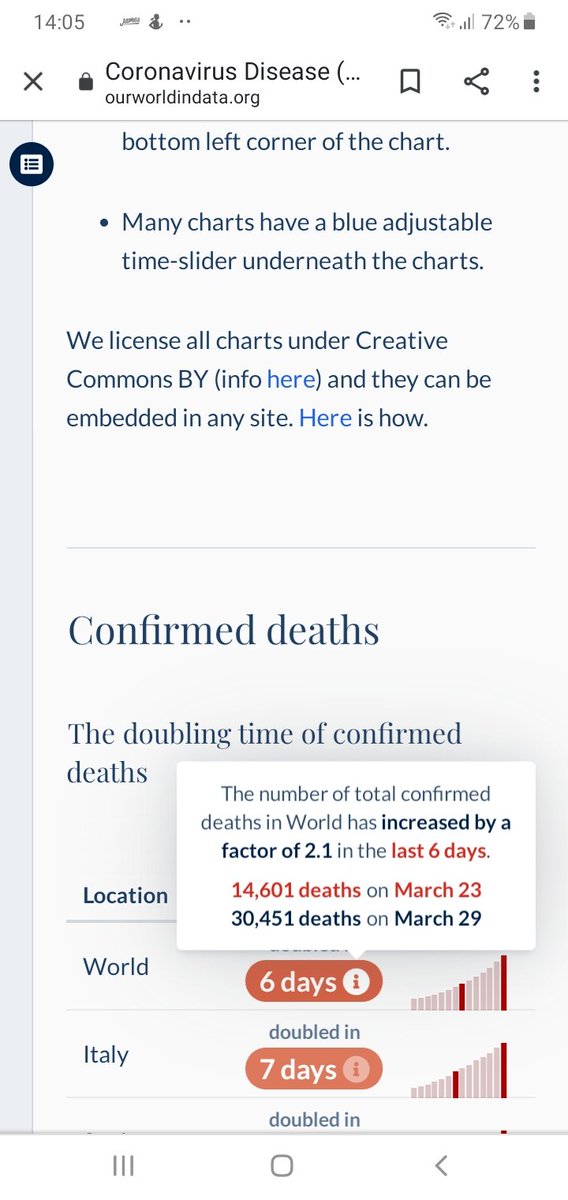 14:05
72%
Coronavirus Disease (...
ourworldindata.org
bottom left corner of the chart.
• Many charts have a blue adjustable
time-slider underneath the charts.
We license all charts under Creative
Commons BY (info here) and they can be
embedded in any site. Here is how.
Confirmed deaths
The doubling time of confirmed
deaths
The number of total confirmed
deaths in World has increased by a
factor of 2.1 in the last 6 days.
14,601 deaths on March 23
30,451 deaths on March 29
Location
World
6 days
doubled in
Italy
7 days
doubled in